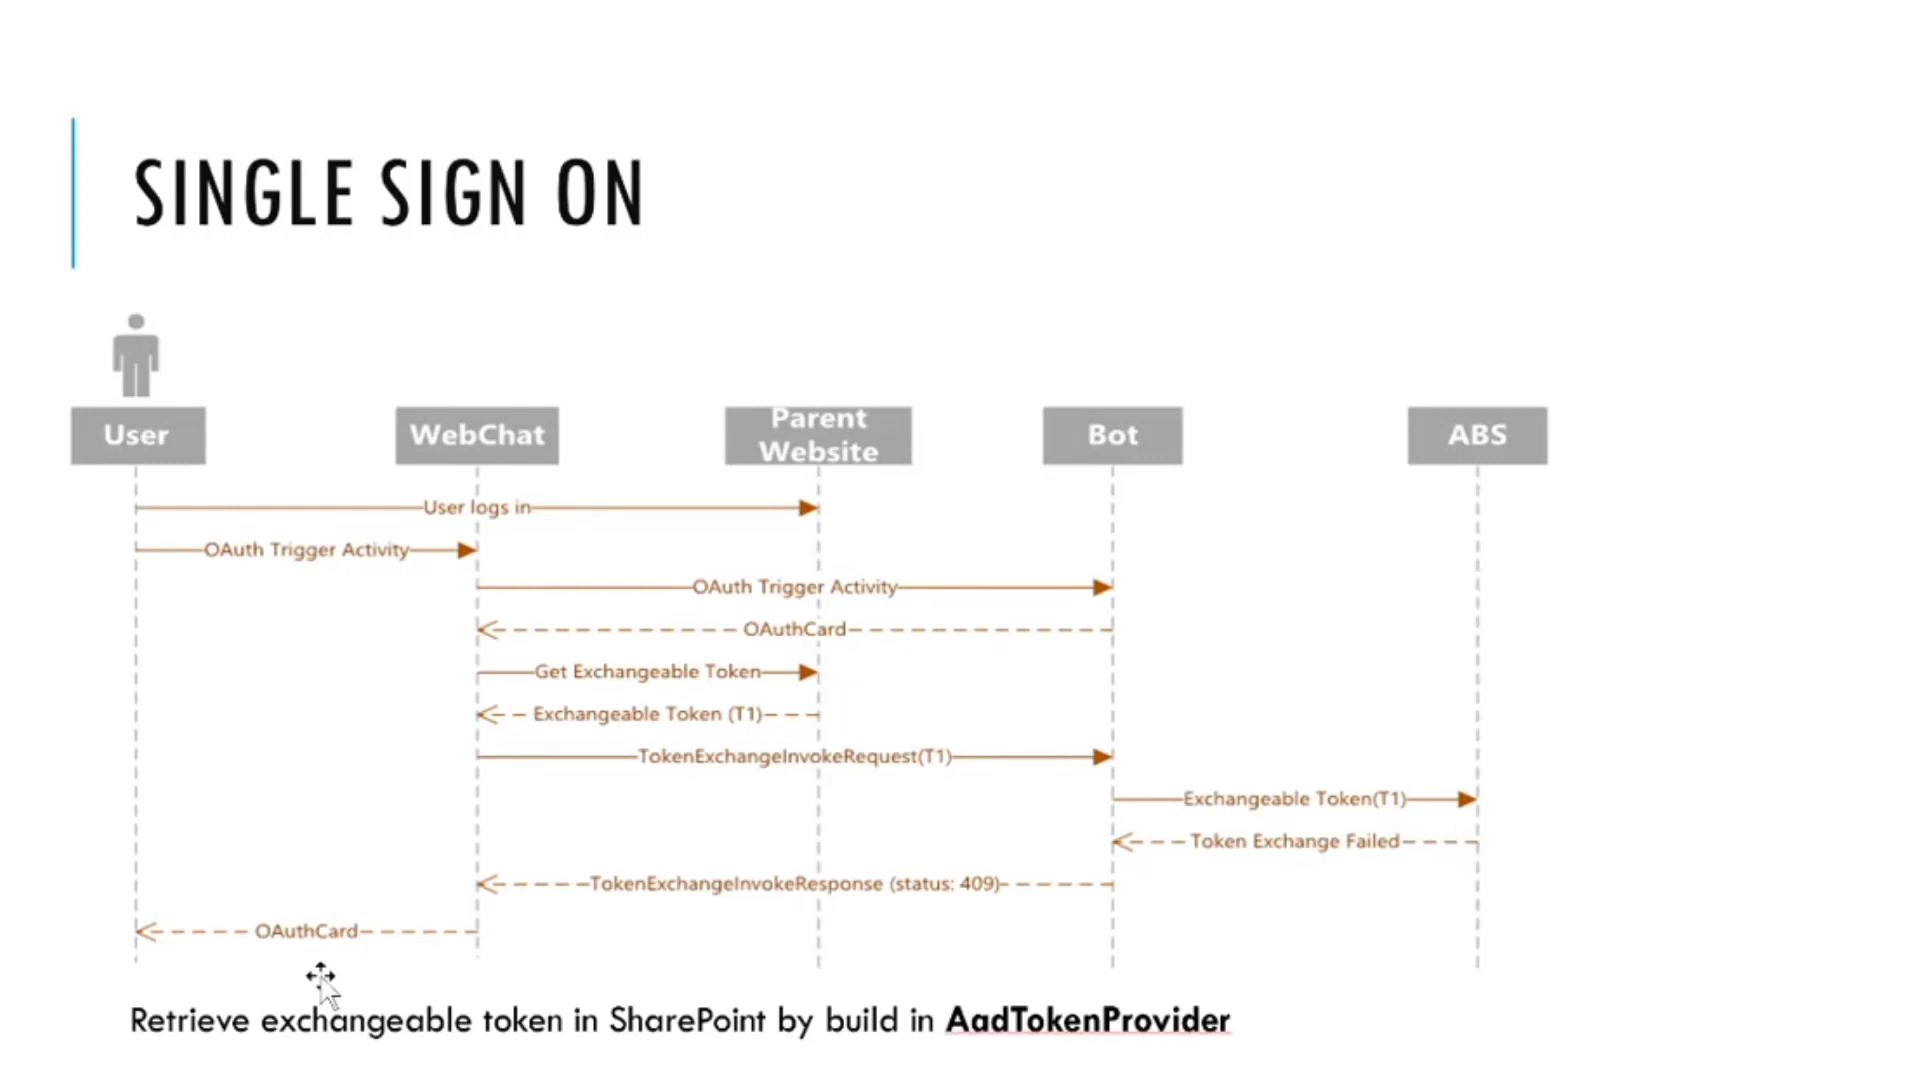 SINGLE SIGN ON
User
WebChat
Parent
Website
Bot
ABS
User logs in
OAuth Trigger Activity
OAuth Trigger Activity
OAuthCard
Get Exchangeable Token
Exchangeable Token (T1)
TokenExchangeInvokeRequest(T1)
Exchangeable Token(T1)
Token Exchange Failed
TokenExchangeInvokeResponse (status: 409)
OAuthCard
Retrieve exchangeable token in SharePoint by build in AadTokenProvider